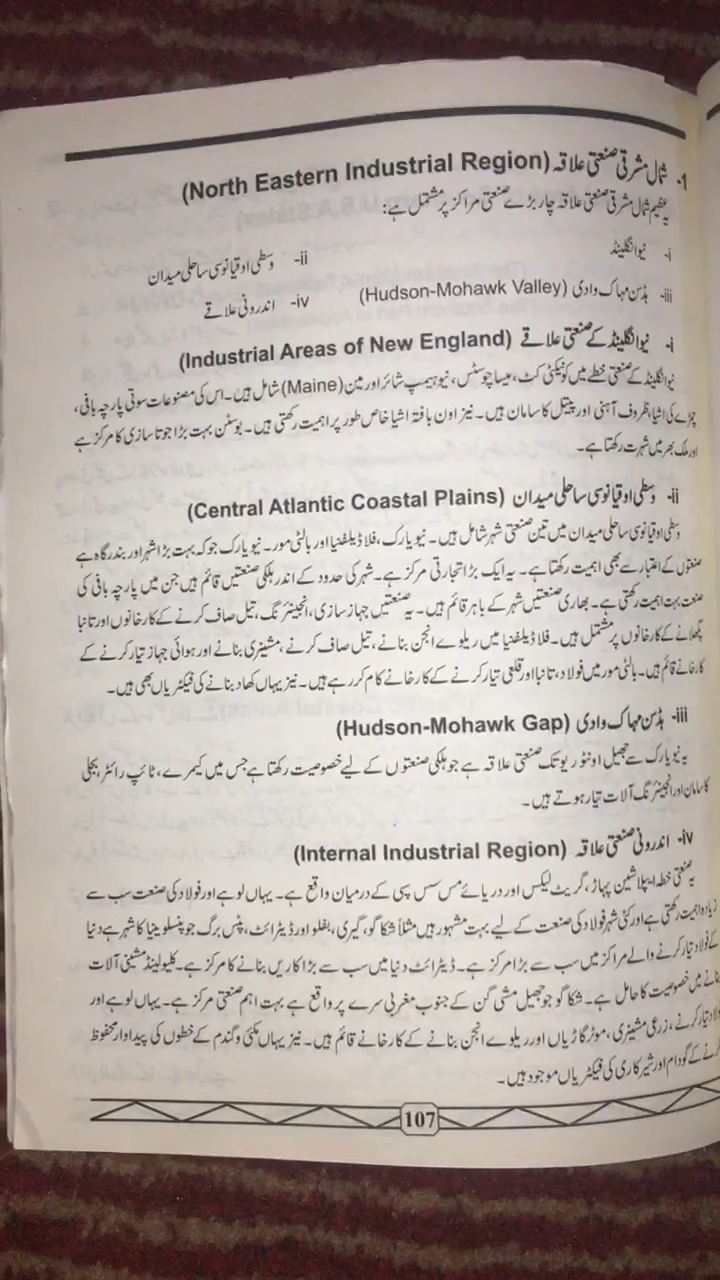 1- شمال مشرقی صنعتی علاقہ (North Eastern Industrial Region)
یہ عظیم شمال مشرقی صنعتی علاقہ چار بڑے صنعتی مراکز پر مشتمل ہے:
i- نیو انگلینڈ ii- وسطی اوقیانوسی ساحلی میدان
iii- ہڈسن مہاک وادی (Hudson-Mohawk Valley) iv- اندرونی علاقے
i- نیو انگلینڈ کے صنعتی علاقے (Industrial Areas of New England)
نیو انگلینڈ کے صنعتی خطے میں کونیکٹی کٹ، میسا چوسٹس، نیو ہیمپ شائر اور مین (Maine) شامل ہیں۔ اس کی مصنوعات سوتی پارچہ بافی،
چمڑے کی اشیا، ظروف آہنی اور پیتل کا سامان ہیں۔ نیز اون بافتہ اشیا خاص طور پر اہمیت رکھتی ہیں۔ بوسٹن بہت بڑا جوتا سازی کا مرکز ہے
اور ملک بھر میں شہرت رکھتا ہے۔
ii- وسطی اوقیانوسی ساحلی میدان (Central Atlantic Coastal Plains)
وسطی اوقیانوسی ساحلی میدان میں تین صنعتی شہر شامل ہیں۔ نیو یارک، فلاڈیلفیا اور بالٹی مور۔ نیو یارک جو کہ بہت بڑا شہر اور بندرگاہ ہے
صنعتوں کے اعتبار سے بھی اہمیت رکھتا ہے۔ یہ ایک بڑا تجارتی مرکز ہے۔ شہر کی حدود کے اندر ہلکی صنعتیں قائم ہیں جن میں پارچہ بافی کی
صنعت بہت اہمیت رکھتی ہے۔ بھاری صنعتیں شہر کے باہر قائم ہیں۔ یہ صنعتیں جہاز سازی، انجینئرنگ، تیل صاف کرنے کے کارخانوں اور تانبا
پگھلانے کے کارخانوں پر مشتمل ہیں۔ فلاڈیلفیا میں ریلوے انجن بنانے، تیل صاف کرنے، مشینری بنانے اور ہوائی جہاز تیار کرنے کے
کارخانے قائم ہیں۔ بالٹی مور میں فولاد، تانبا اور قلعی تیار کرنے کے کارخانے کام کر رہے ہیں۔ نیز یہاں کھاد بنانے کی فیکٹریاں بھی ہیں۔
iii- ہڈسن مہاک وادی (Hudson-Mohawk Gap)
یہ نیو یارک سے جھیل اونٹوریو تک صنعتی علاقہ ہے جو ہلکی صنعتوں کے لیے خصوصیت رکھتا ہے جس میں کیمرے، ٹائپ رائٹر، بجلی
کا سامان اور انجینئرنگ آلات تیار ہوتے ہیں۔
iv- اندرونی صنعتی علاقہ (Internal Industrial Region)
یہ صنعتی خطہ اپیلاشین پہاڑ، گریٹ لیکس اور دریائے مس سس پی کے درمیان واقع ہے۔ یہاں لوہے اور فولاد کی صنعت سب سے
زیادہ اہمیت رکھتی ہے اور کئی شہر فولاد کی صنعت کے لیے بہت مشہور ہیں مثلاً شکاگو، گیری، بفلو اور ڈیٹرائٹ، پٹس برگ جو پنسلوینیا کا شہر ہے دنیا
کے فولاد تیار کرنے والے مراکز میں سب سے بڑا مرکز ہے۔ ڈیٹرائٹ دنیا میں سب سے بڑا کاریں بنانے کا مرکز ہے۔ کلیولینڈ مشینی آلات
بنانے میں خصوصیت کا حامل ہے۔ شکاگو جو جھیل مشی گن کے جنوب مغربی سرے پر واقع ہے بہت اہم صنعتی مرکز ہے۔ یہاں لوہے اور
فولاد تیار کرنے، زرعی مشینری، موٹر گاڑیاں اور ریلوے انجن بنانے کے کارخانے قائم ہیں۔ نیز یہاں مکئی و گندم کے خطوں کی پیداوار محفوظ
کرنے کے گودام اور شیر کاری کی فیکٹریاں موجود ہیں۔
107